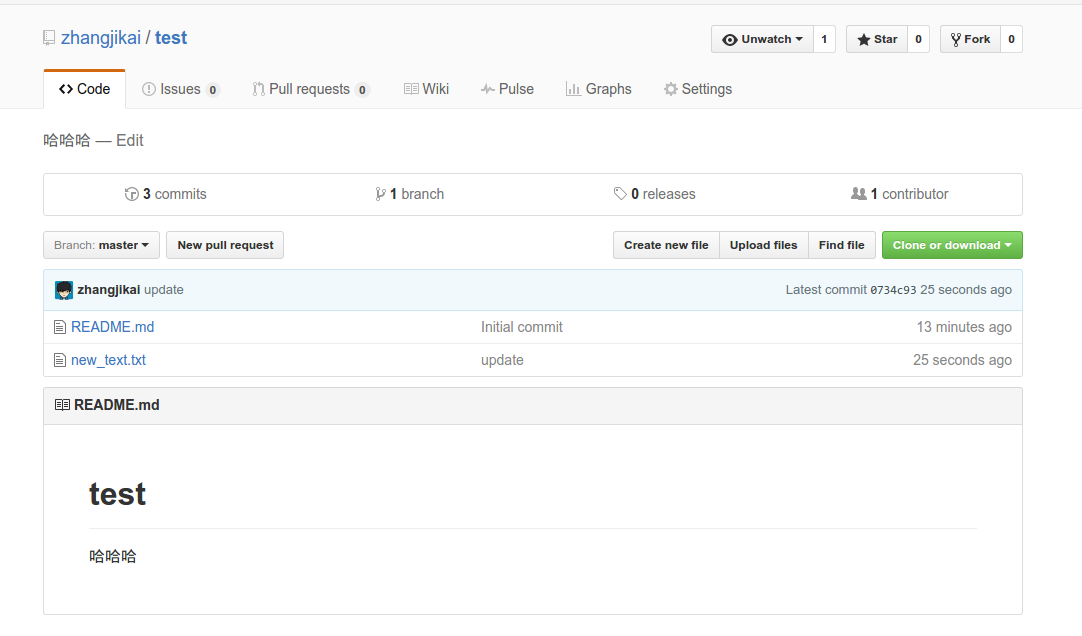 zhangjikai / test
Unwatch 1 Star 0 Fork 0
Code Issues 0 Pull requests 0 Wiki Pulse Graphs Settings
哈哈哈 — Edit
3 commits 1 branch 0 releases 1 contributor
Branch: master New pull request Create new file Upload files Find file Clone or download
zhangjikai update Latest commit 0734c93 25 seconds ago
README.md Initial commit 13 minutes ago
new_text.txt update 25 seconds ago
README.md
test
哈哈哈